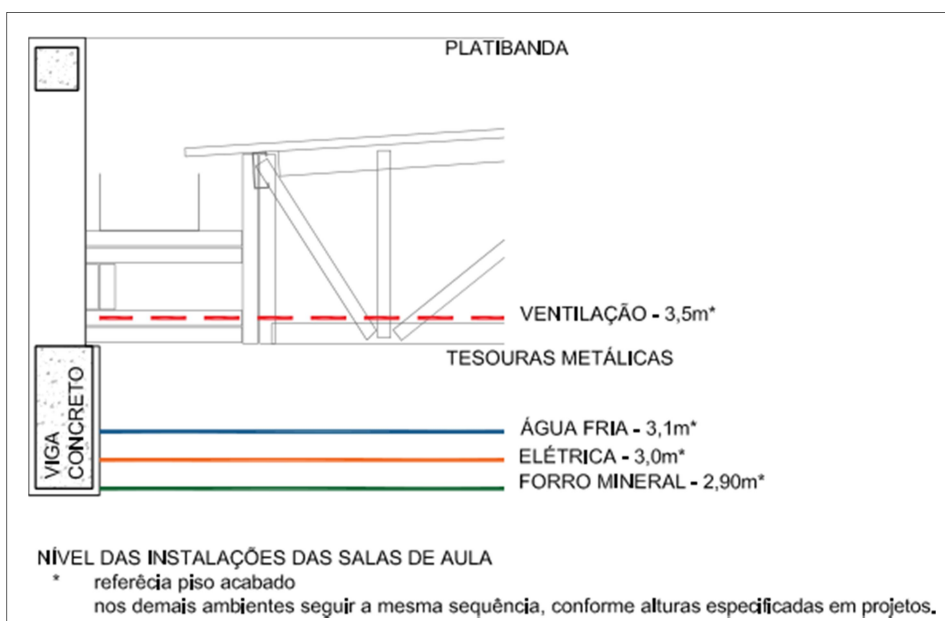 PLATIBANDA
VENTILAÇÃO - 3,5m*
TESOURAS METÁLICAS
VIGA
CONCRETO
ÁGUA FRIA - 3,1m*
ELÉTRICA - 3,0m*
FORRO MINERAL - 2,90m*
NÍVEL DAS INSTALAÇÕES DAS SALAS DE AULA
* referêcia piso acabado
nos demais ambientes seguir a mesma sequência, conforme alturas especificadas em projetos.